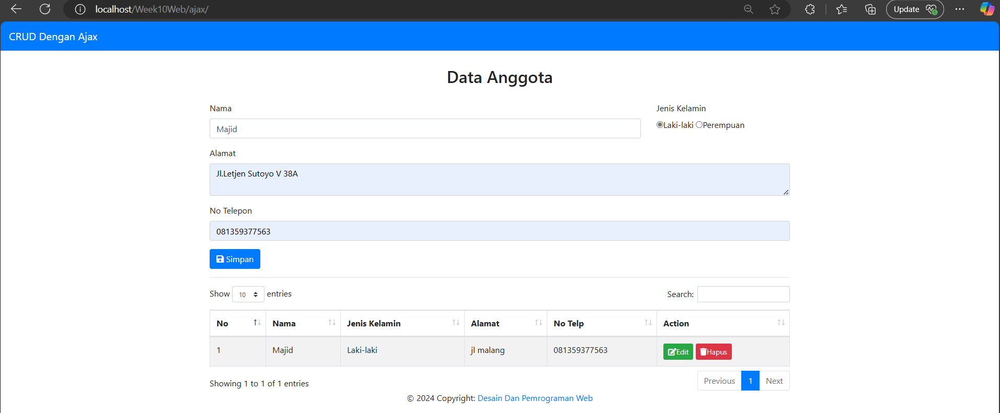 localhost/Week10Web/ajax/
Update
CRUD Dengan Ajax
Data Anggota
Nama
Jenis Kelamin
Majid
Laki-laki Perempuan
Alamat
Jl.Letjen Sutoyo V 38A
No Telepon
081359377563
Simpan
Show 10 entries
Search:
No Nama Jenis Kelamin Alamat No Telp Action
1 Majid Laki-laki jl malang 081359377563 Edit Hapus
Showing 1 to 1 of 1 entries
Previous 1 Next
© 2024 Copyright: Desain Dan Pemrograman Web